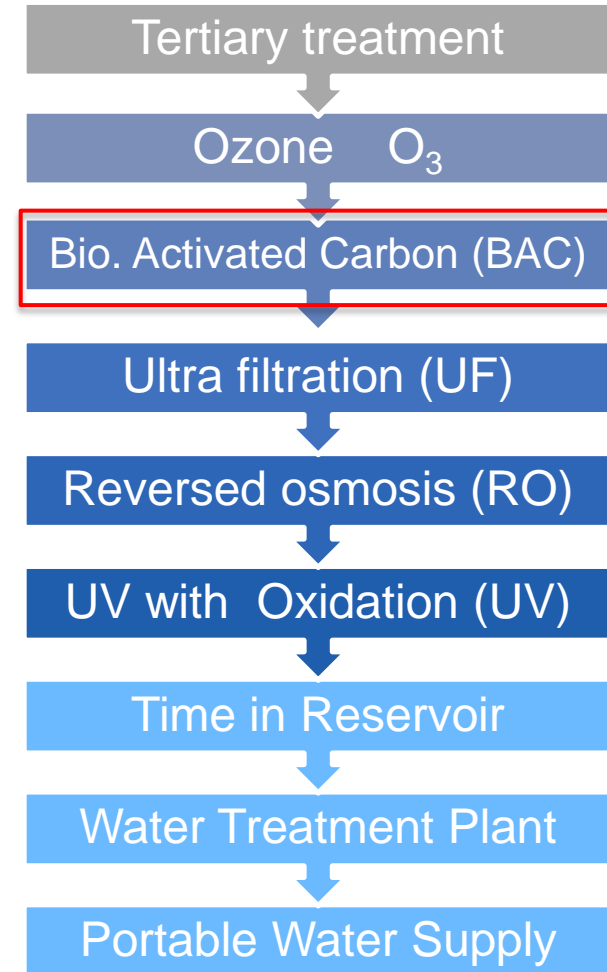 Tertiary treatment
Ozone O₃
Bio. Activated Carbon (BAC)
Ultra filtration (UF)
Reversed osmosis (RO)
UV with Oxidation (UV)
Time in Reservoir
Water Treatment Plant
Portable Water Supply